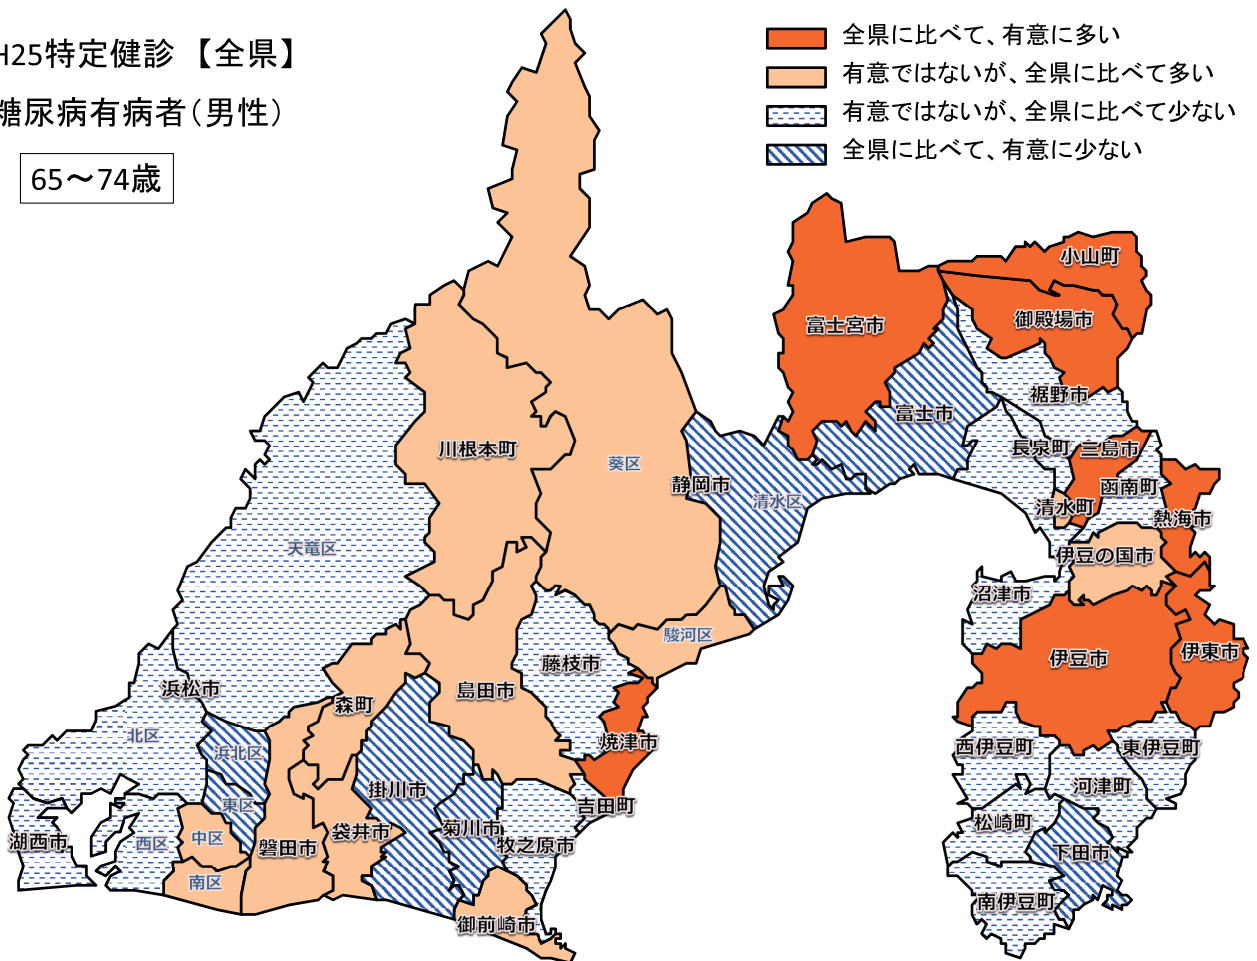 H25特定健診 【全県】
糖尿病有病者(男性)
65～74歳
全県に比べて、有意に多い
有意ではないが、全県に比べて多い
有意ではないが、全県に比べて少ない
全県に比べて、有意に少ない
小山町
御殿場市
富士宮市
裾野市
富士市
長泉町
三島市
川根本町
葵区
静岡市
清水区
函南町
清水町
熱海市
天竜区
伊豆の国市
沼津市
駿河区
藤枝市
伊豆市
伊東市
浜松市
島田市
森町
北区
浜北区
焼津市
西伊豆町
東伊豆町
掛川市
河津町
東区
吉田町
湖西市
西区
中区
磐田市
袋井市
菊川市
牧之原市
松崎町
下田市
南区
御前崎市
南伊豆町